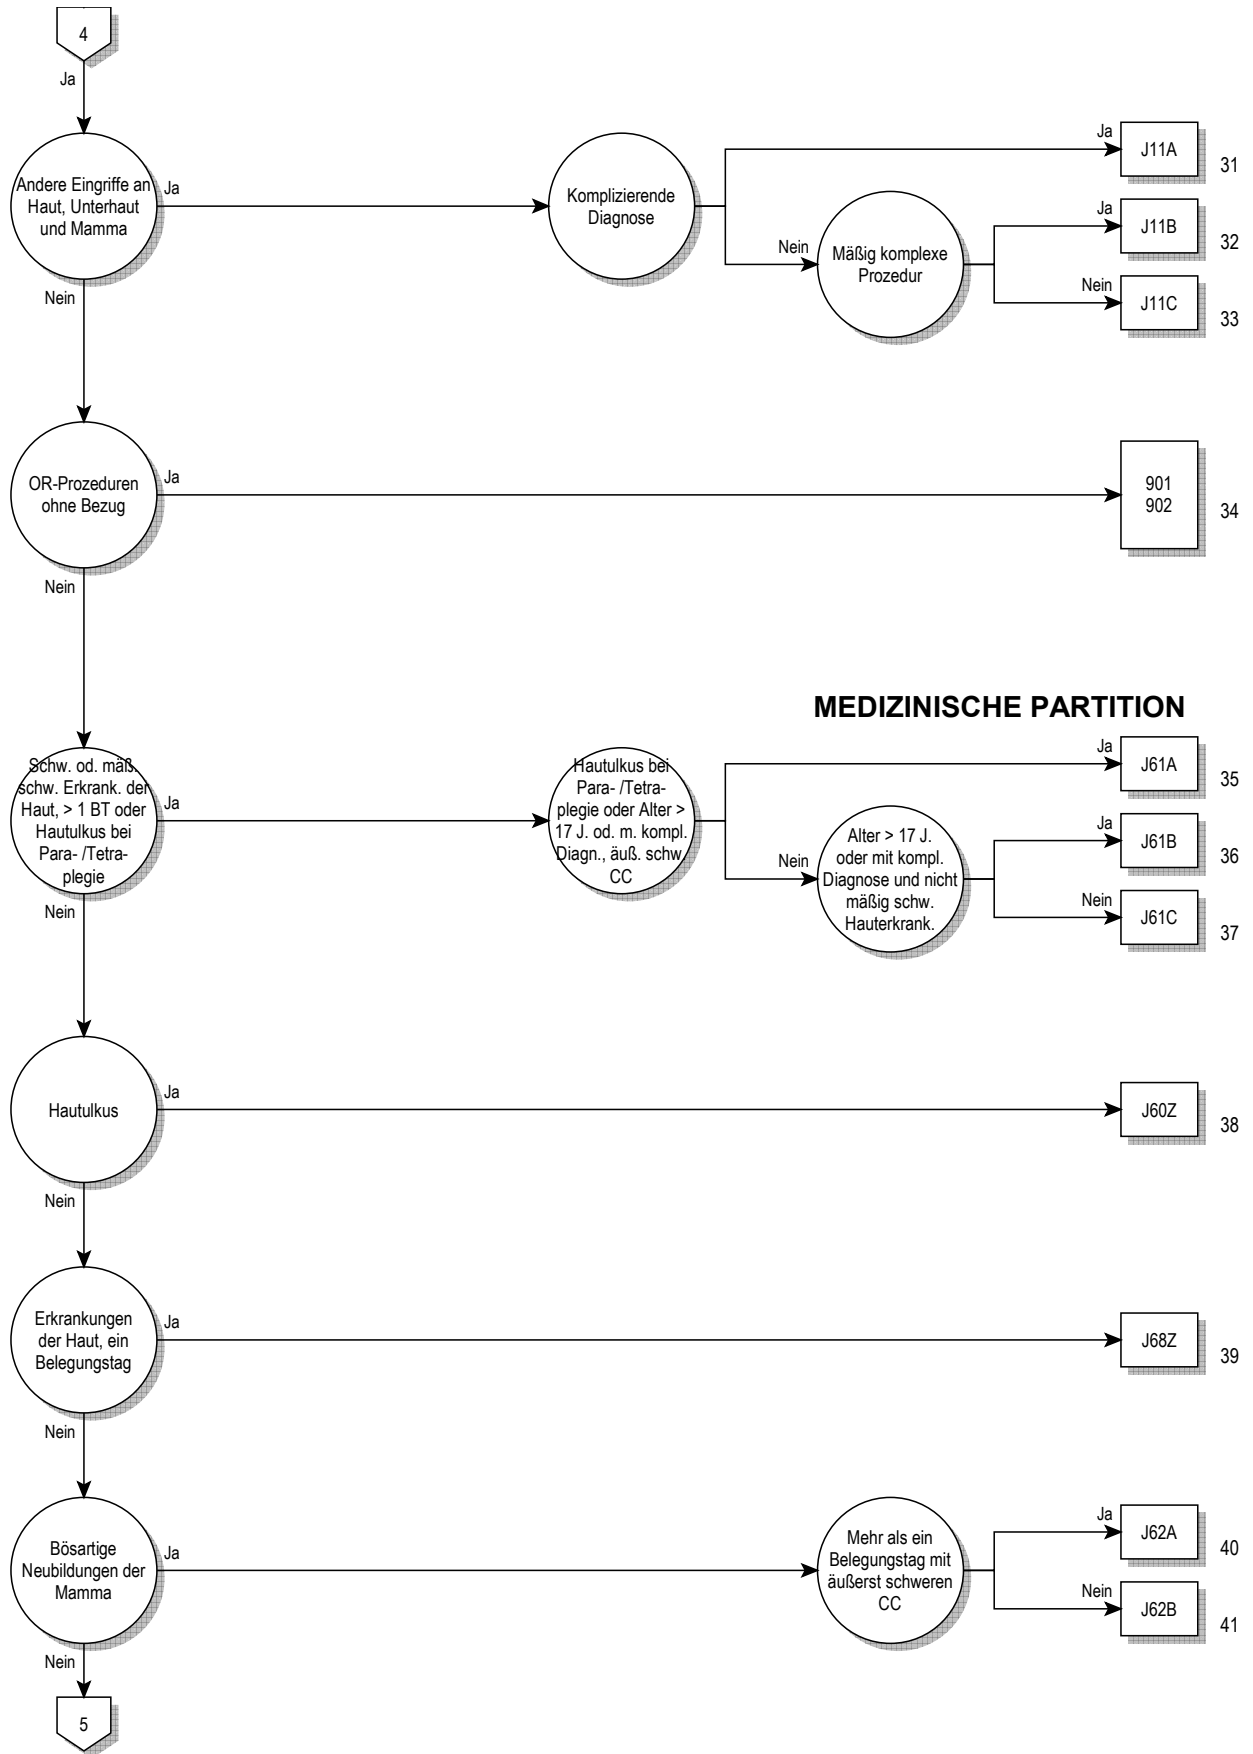 4
Ja
Andere Eingriffe an
Haut, Unterhaut
und Mamma
Ja
Komplizierende
Diagnose
Ja
J11A
31
Nein
Mäßig komplexe
Prozedur
Ja
J11B
32
Nein
J11C
33
Nein
OR-Prozeduren
ohne Bezug
Ja
901
902
34
Nein
MEDIZINISCHE PARTITION
Schw. od. mäß.
schw. Erkrank. der
Haut, > 1 BT oder
Hautulkus bei
Para- /Tetra-
plegie
Ja
Hautulkus bei
Para- /Tetra-
plegie oder Alter >
17 J. od. m. kompl.
Diagn., äuß. schw.
CC
Ja
J61A
35
Nein
Alter > 17 J.
oder mit kompl.
Diagnose und nicht
mäßig schw.
Hauterkrank.
Ja
J61B
36
Nein
J61C
37
Nein
Hautulkus
Ja
J60Z
38
Nein
Erkrankungen
der Haut, ein
Belegungstag
Ja
J68Z
39
Nein
Bösartige
Neubildungen der
Mamma
Ja
Mehr als ein
Belegungstag mit
äußerst schweren
CC
Ja
J62A
40
Nein
J62B
41
Nein
5